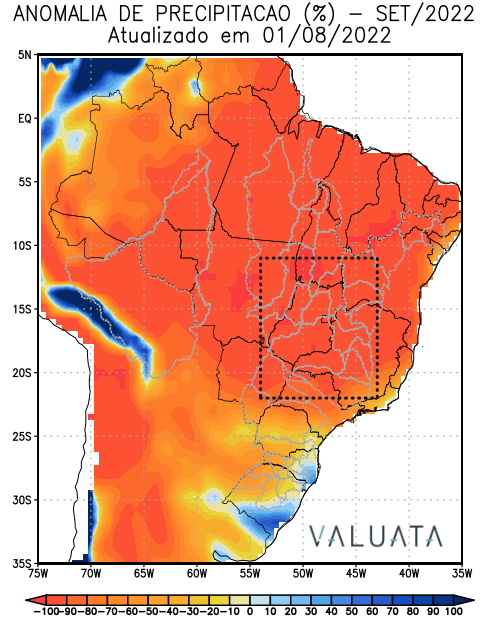 ANOMALIA DE PRECIPITACAO (%) – SET/2022
Atualizado em 01/08/2022
5N
EQ
5S
10S
15S
20S
25S
30S
35S
VALUATA
75W 70W 65W 60W 55W 50W 45W 40W 35W
-100 -90 -80 -70 -60 -50 -40 -30 -20 -10 0 10 20 30 40 50 60 70 80 90 100